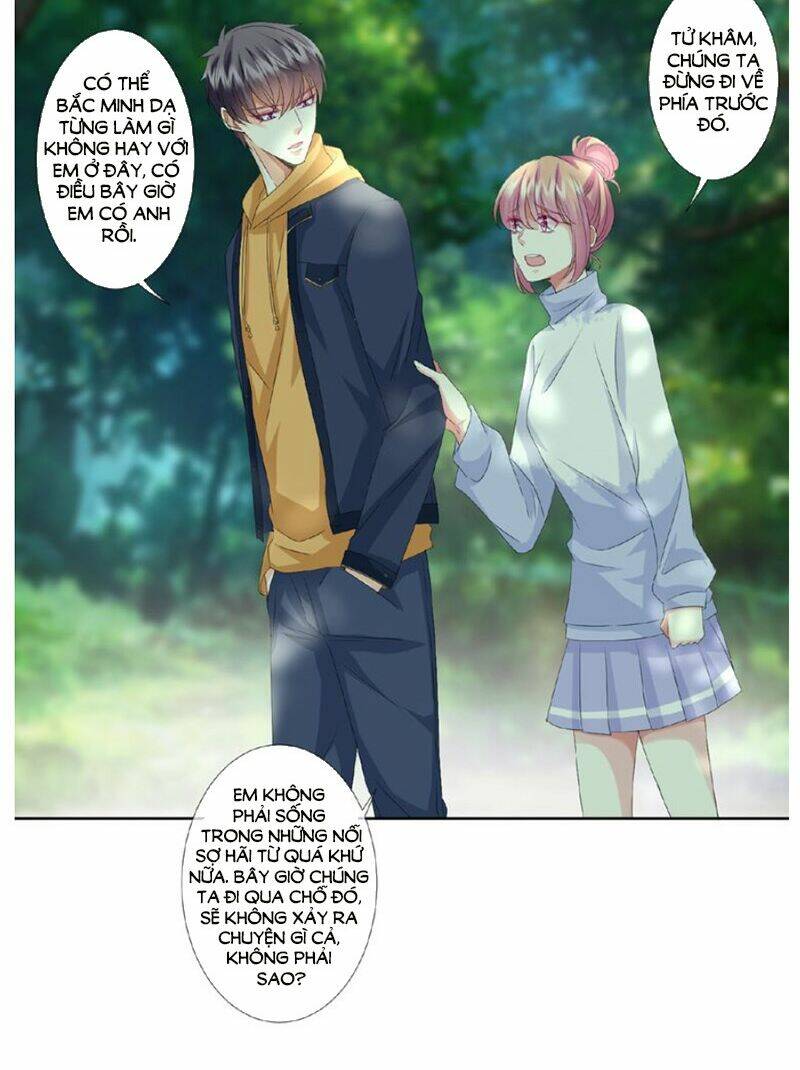 TỬ KHÂM,
CHÚNG TA
ĐỪNG ĐI VỀ
PHÍA TRƯỚC
ĐÓ.
CÓ THỂ
BẮC MINH DẠ
TỪNG LÀM GÌ
KHÔNG HAY VỚI
EM Ở ĐÂY, CÓ
ĐIỀU BÂY GIỜ
EM CÓ ANH
RỒI.
EM KHÔNG
PHẢI SỐNG
TRONG NHỮNG NỖI
SỢ HÃI TỪ QUÁ KHỨ
NỮA. BÂY GIỜ CHÚNG
TA ĐI QUA CHỖ ĐÓ,
SẼ KHÔNG XẢY RA
CHUYỆN GÌ CẢ,
KHÔNG PHẢI
SAO?